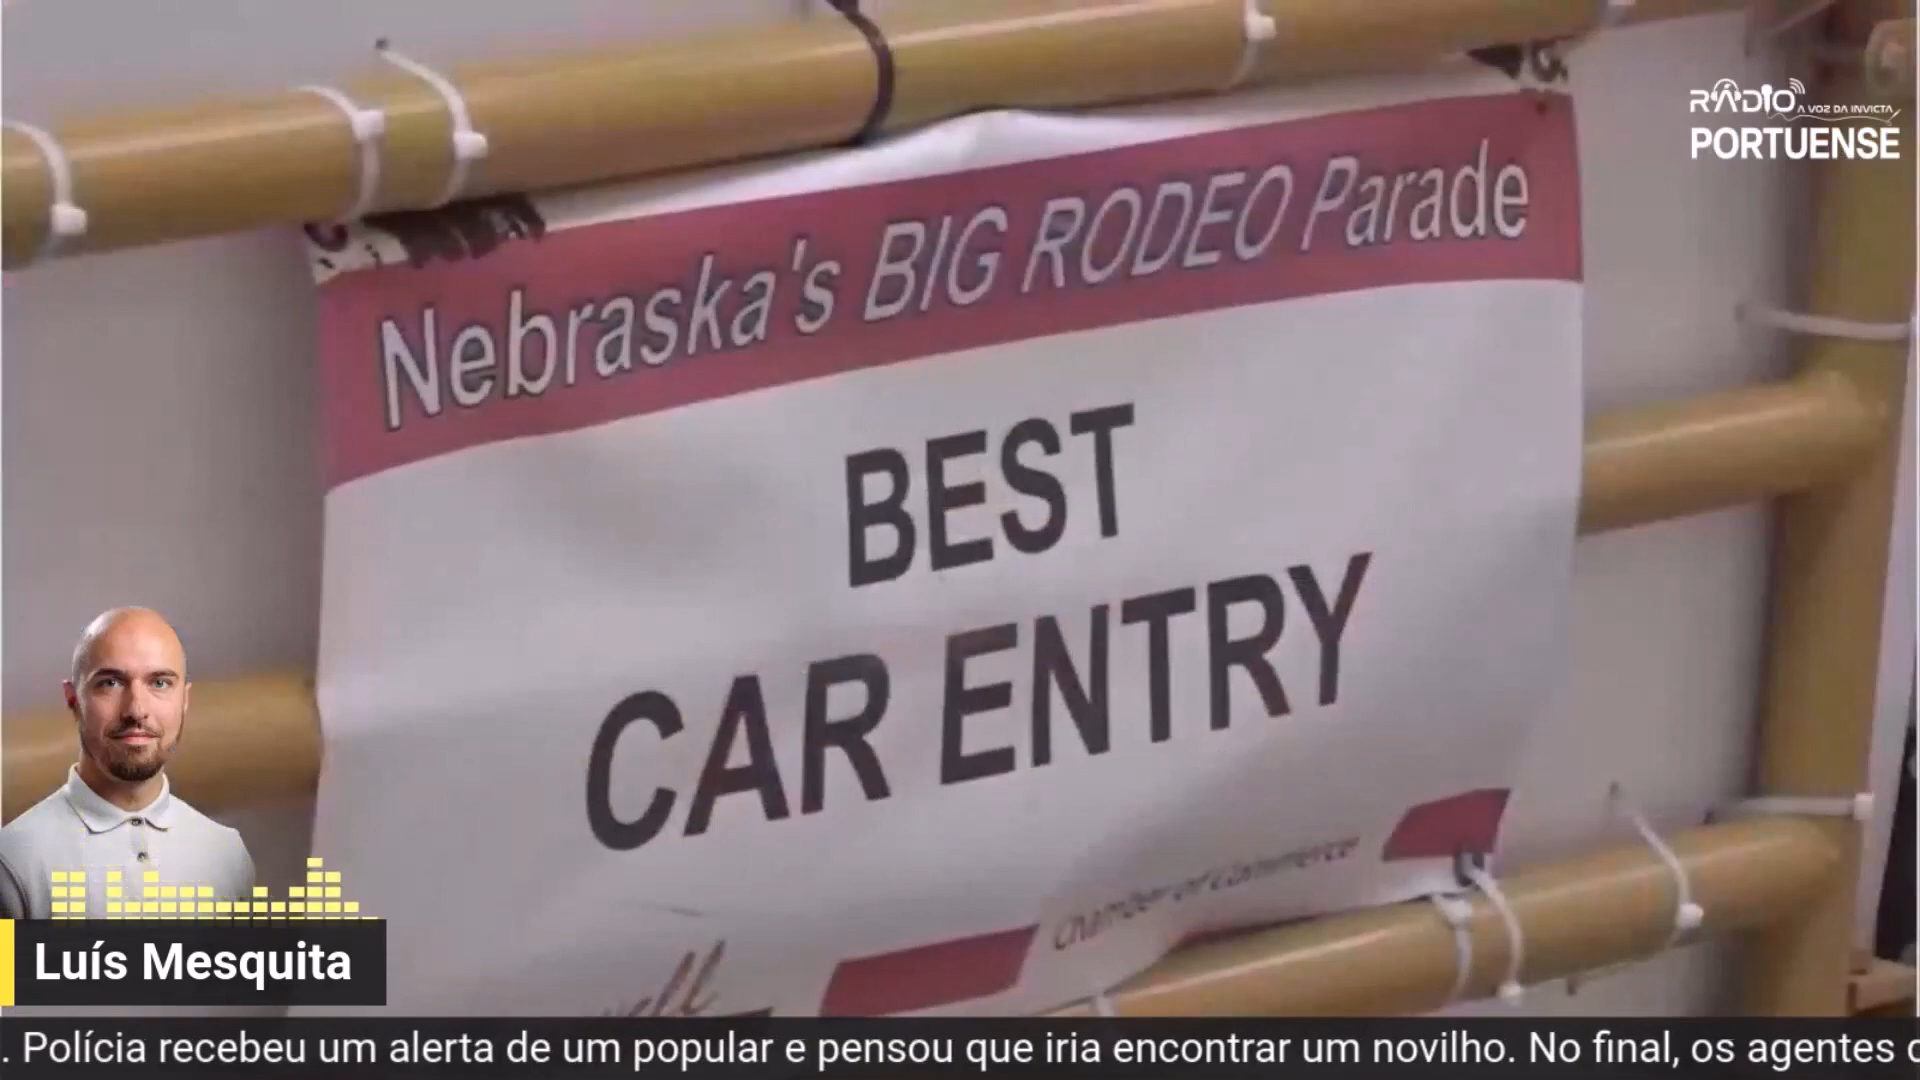 RÁDIO A VOZ DA INVICTA
PORTUENSE
Nebraska's BIG RODEO Parade
BEST
CAR ENTRY
Chamber of Commerce
Luís Mesquita
. Polícia recebeu um alerta de um popular e pensou que iria encontrar um novilho. No final, os agentes